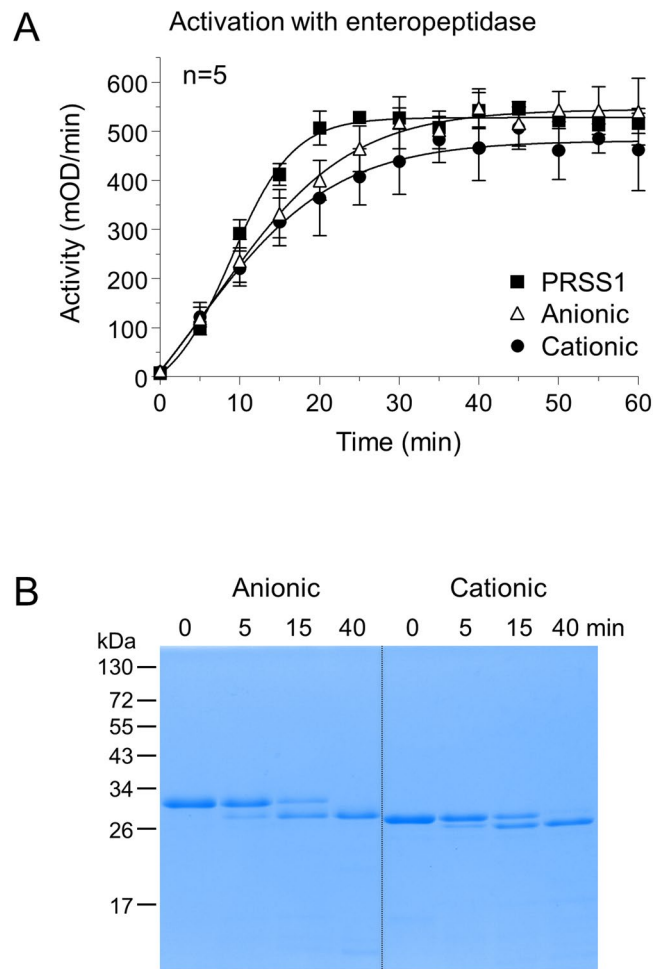 A
Activation with enteropeptidase
n=5
600
500
400
300
200
100
0
Activity (mOD/min)
PRSS1
Anionic
Cationic
0 10 20 30 40 50 60
Time (min)
B
Anionic Cationic
0 5 15 40 0 5 15 40 min
kDa
130
72
55
43
34
26
17